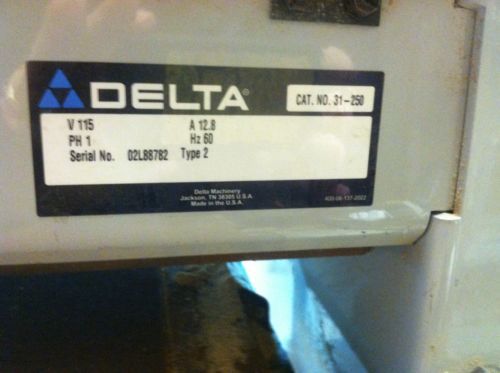 DELTA®
CAT. NO. 31-250
V 115 A 12.8
PH 1 Hz 60
Serial No. 02L88782 Type 2
Delta Machinery
Jackson, TN 38305 U.S.A.
Made in the U.S.A.